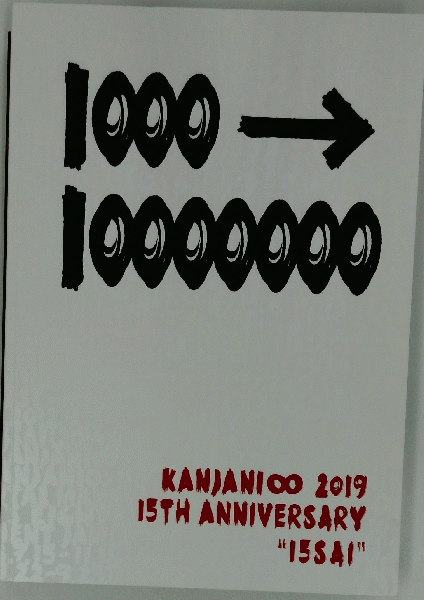 1000 →
10000000
KANJANI∞ 2019
15TH ANNIVERSARY
"15SAI"